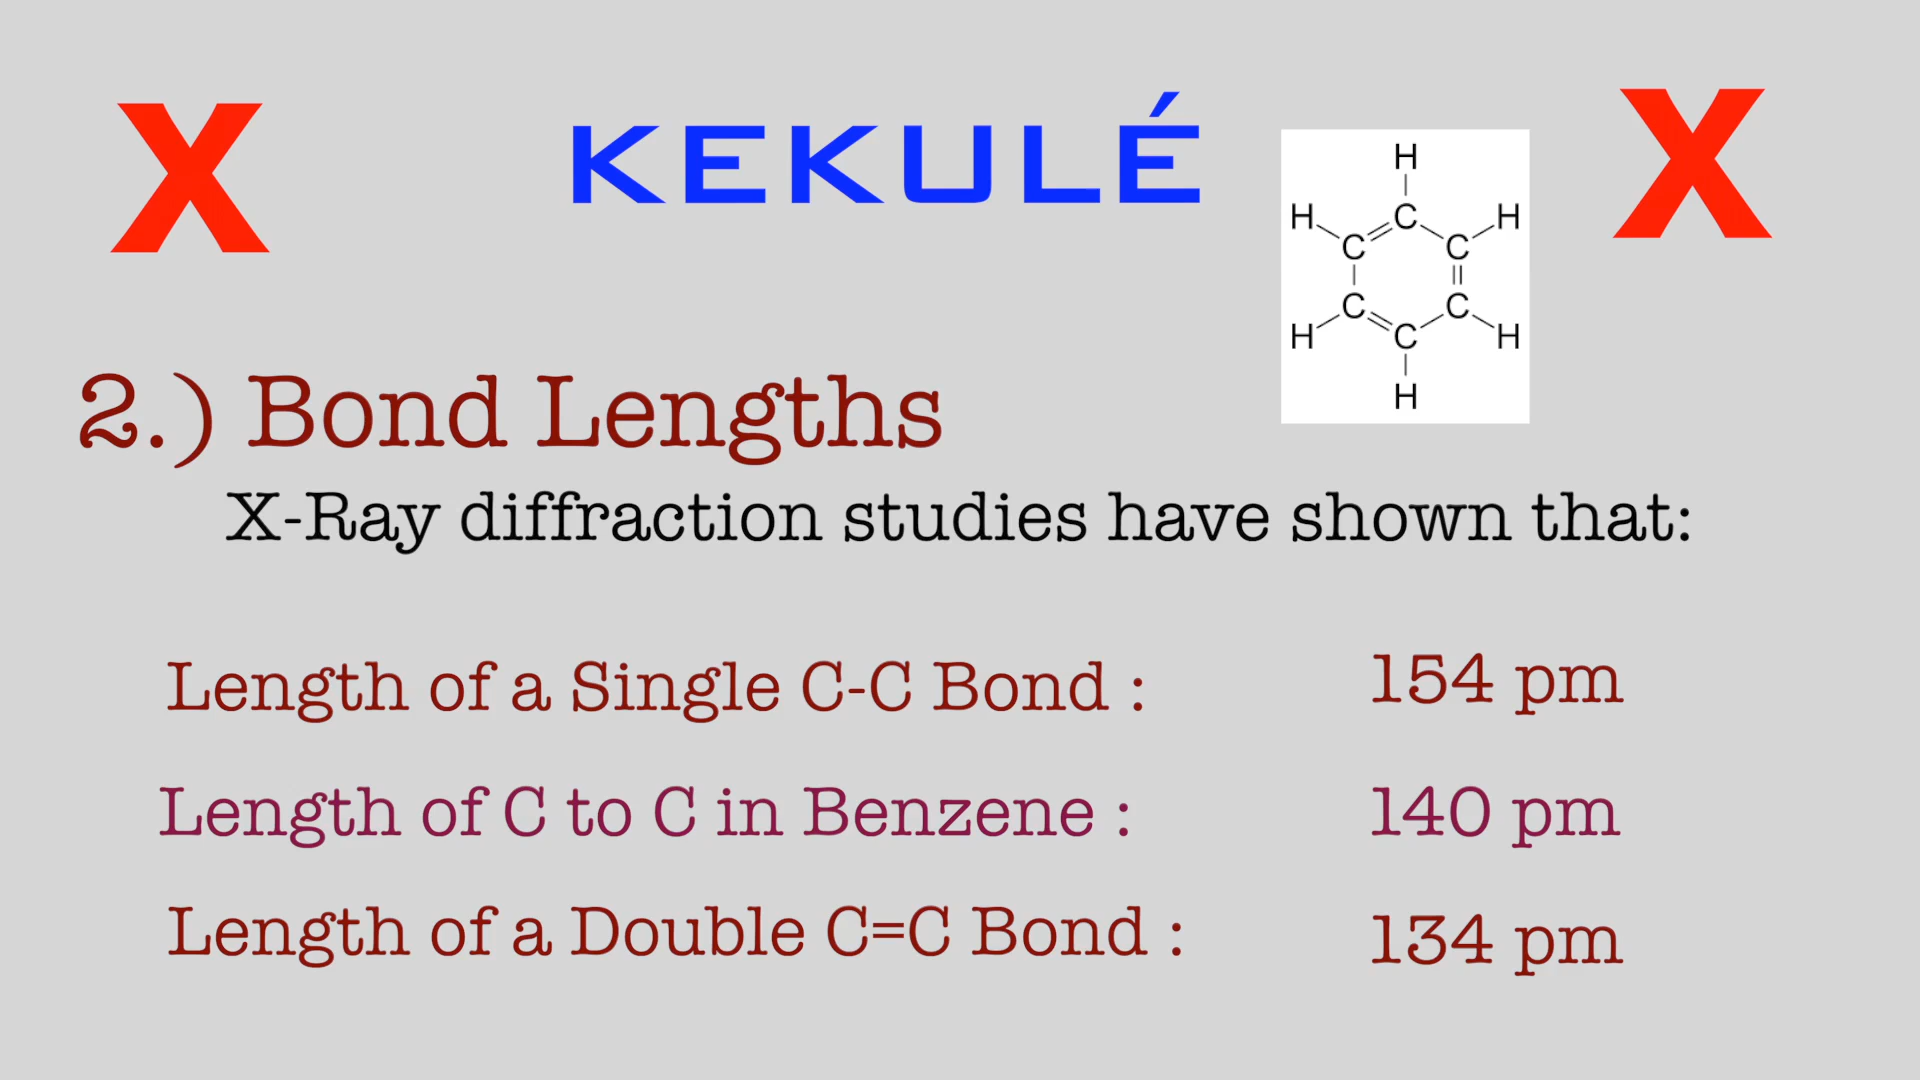 X KEKULÉ X
H
H C H
C C
C C
H C H
H
2.) Bond Lengths
X-Ray diffraction studies have shown that:
Length of a Single C-C Bond : 154 pm
Length of C to C in Benzene : 140 pm
Length of a Double C=C Bond : 134 pm